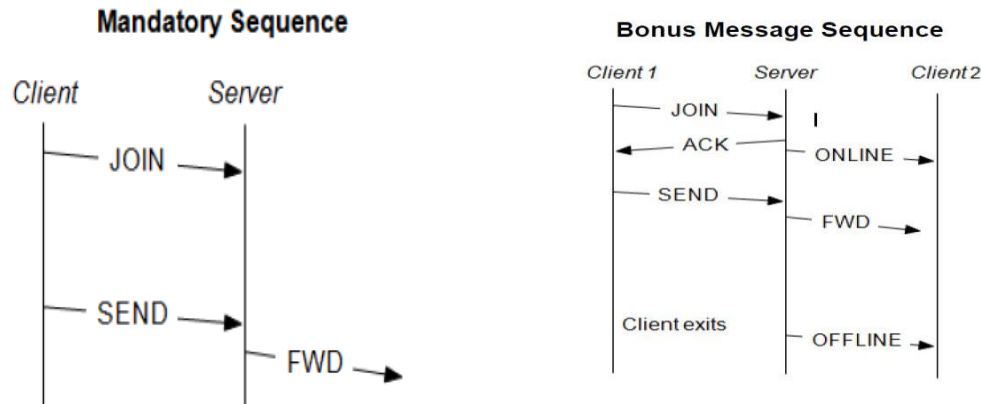 Mandatory Sequence
Client Server
JOIN
SEND
FWD
Bonus Message Sequence
Client 1 Server Client 2
JOIN
I
ACK
ONLINE
SEND
FWD
Client exits
OFFLINE